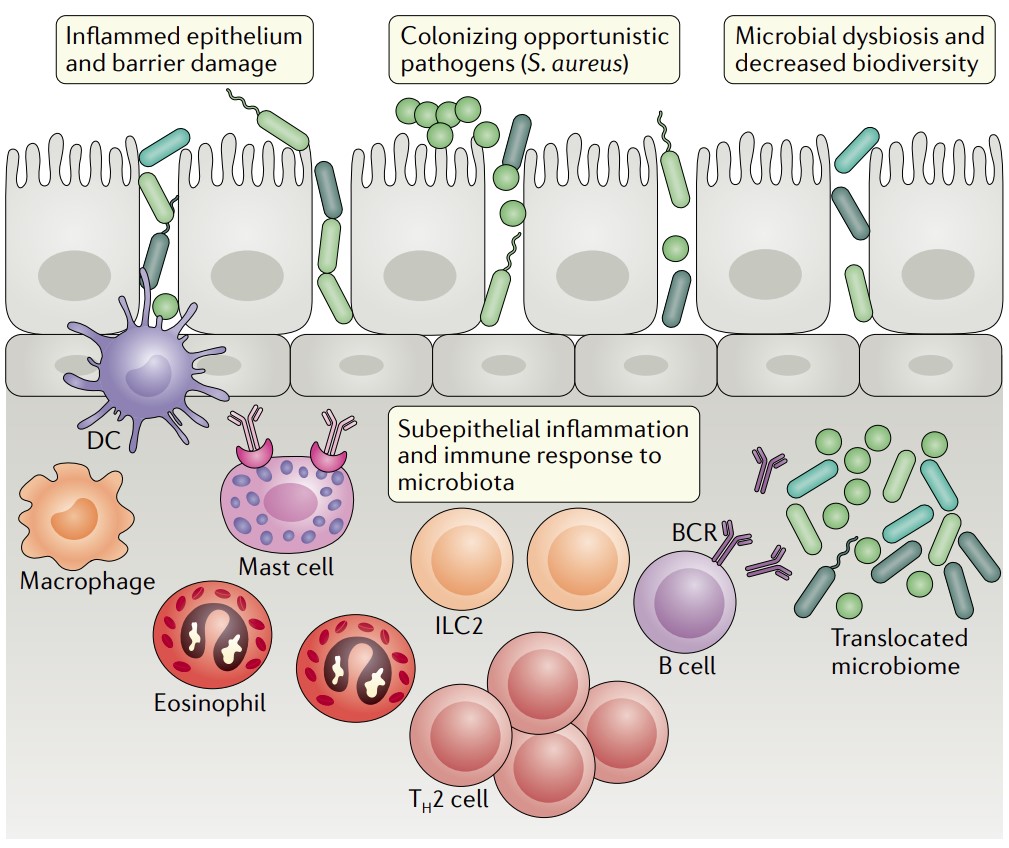 Inflammed epithelium
and barrier damage
Colonizing opportunistic
pathogens (S. aureus)
Microbial dysbiosis and
decreased biodiversity
DC
Subepithelial inflammation
and immune response to
microbiota
Macrophage
Mast cell
BCR
ILC2
B cell
Translocated
microbiome
Eosinophil
TH2 cell